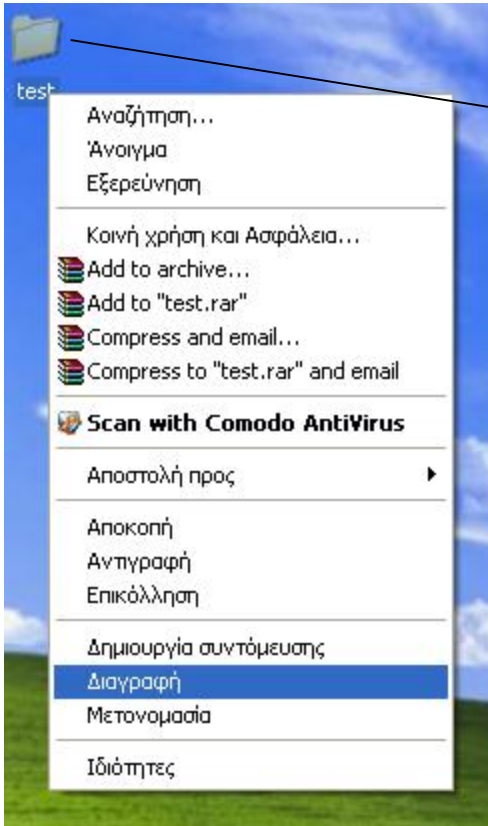 test
Αναζήτηση...
Άνοιγμα
Εξερεύνηση
Κοινή χρήση και Ασφάλεια...
Add to archive...
Add to "test.rar"
Compress and email...
Compress to "test.rar" and email
Scan with Comodo AntiVirus
Αποστολή προς
Αποκοπή
Αντιγραφή
Επικόλληση
Δημιουργία συντόμευσης
Διαγραφή
Μετονομασία
Ιδιότητες